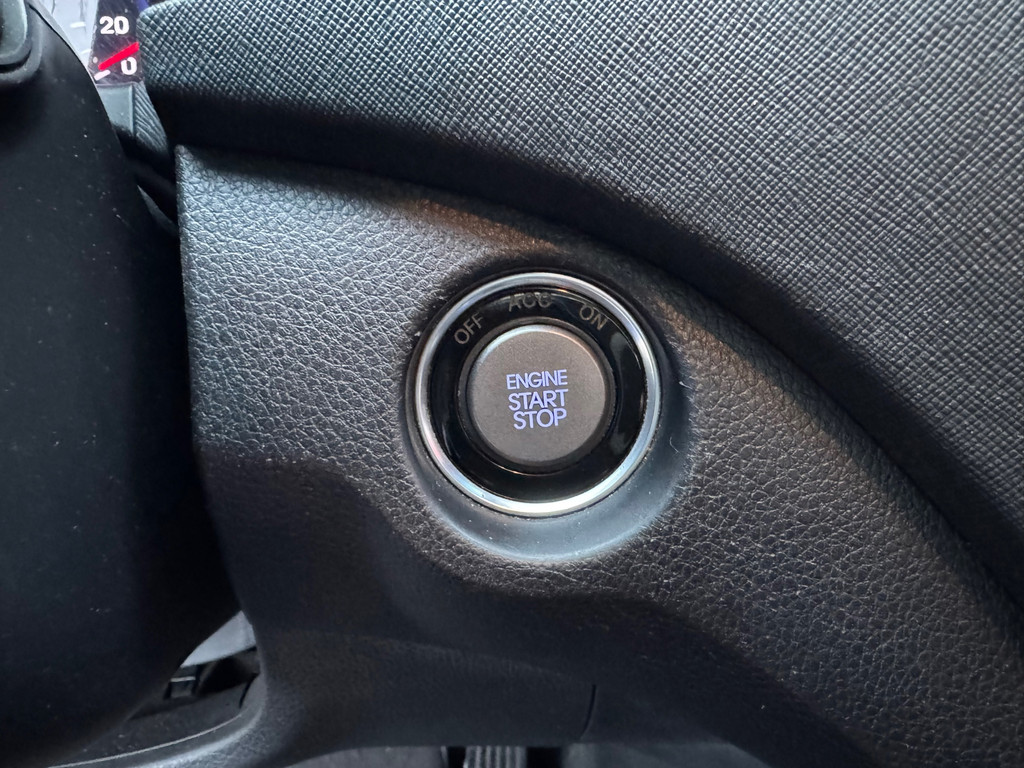 20
0
OFF ACC ON
ENGINE
START
STOP